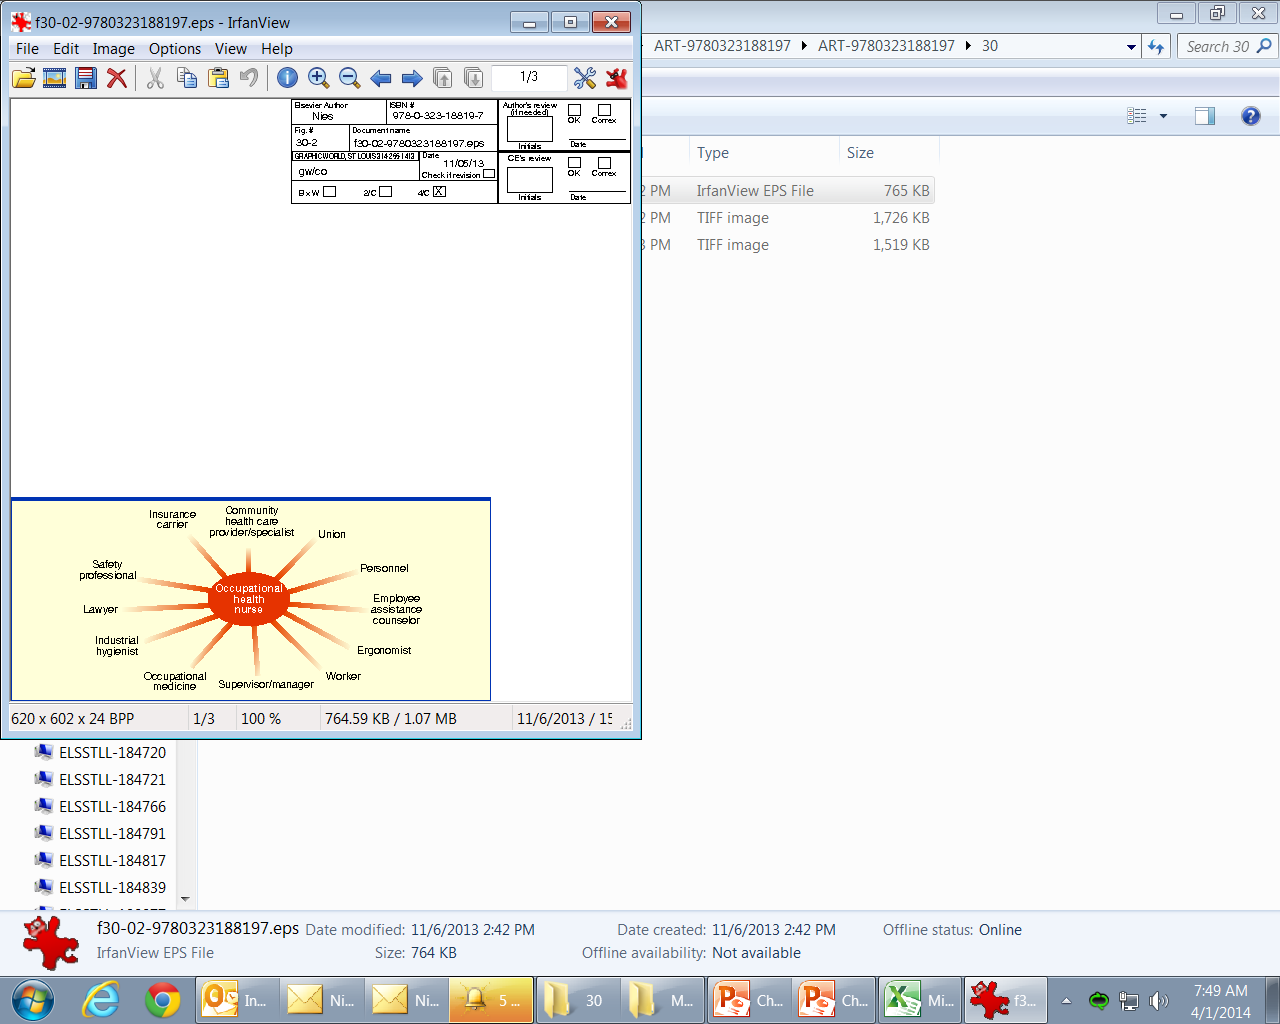 f30-02-9780323188197.eps - IrfanView
File Edit Image Options View Help
1/3
Elsevier Author
Nies
ISBN #
978-0-323-18819-7
Fig. #
30-2
Document name
f30-02-9780323188197.eps
GRAPHIC WORLD, ST. LOUIS
gw/co
Date
11/05/13
Check if revision
B x W
2/C
4/C X
Author's review
(if needed)
OK Correx
Initials
Date
CE's review
OK Correx
Initials
Date
Insurance
carrier
Community
health care
provider/specialist
Union
Safety
professional
Personnel
Occupational
health
nurse
Lawyer
Employee
assistance
counselor
Industrial
hygienist
Ergonomist
Occupational
medicine
Supervisor/manager
Worker
620 x 602 x 24 BPP 1/3 100 % 764.59 KB / 1.07 MB 11/6/2013 / 15
ART-9780323188197 ART-9780323188197 30
Search 30
Type Size
2 PM IrfanView EPS File 765 KB
2 PM TIFF image 1,726 KB
3 PM TIFF image 1,519 KB
ELSSTLL-184720
ELSSTLL-184721
ELSSTLL-184766
ELSSTLL-184791
ELSSTLL-184817
ELSSTLL-184839
f30-02-9780323188197.eps Date modified: 11/6/2013 2:42 PM Date created: 11/6/2013 2:42 PM Offline status: Online
IrfanView EPS File Size: 764 KB Offline availability: Not available
In... Ni... Ni... 5 ... 30 M... Ch... Ch... Mi... f3...
7:49 AM
4/1/2014